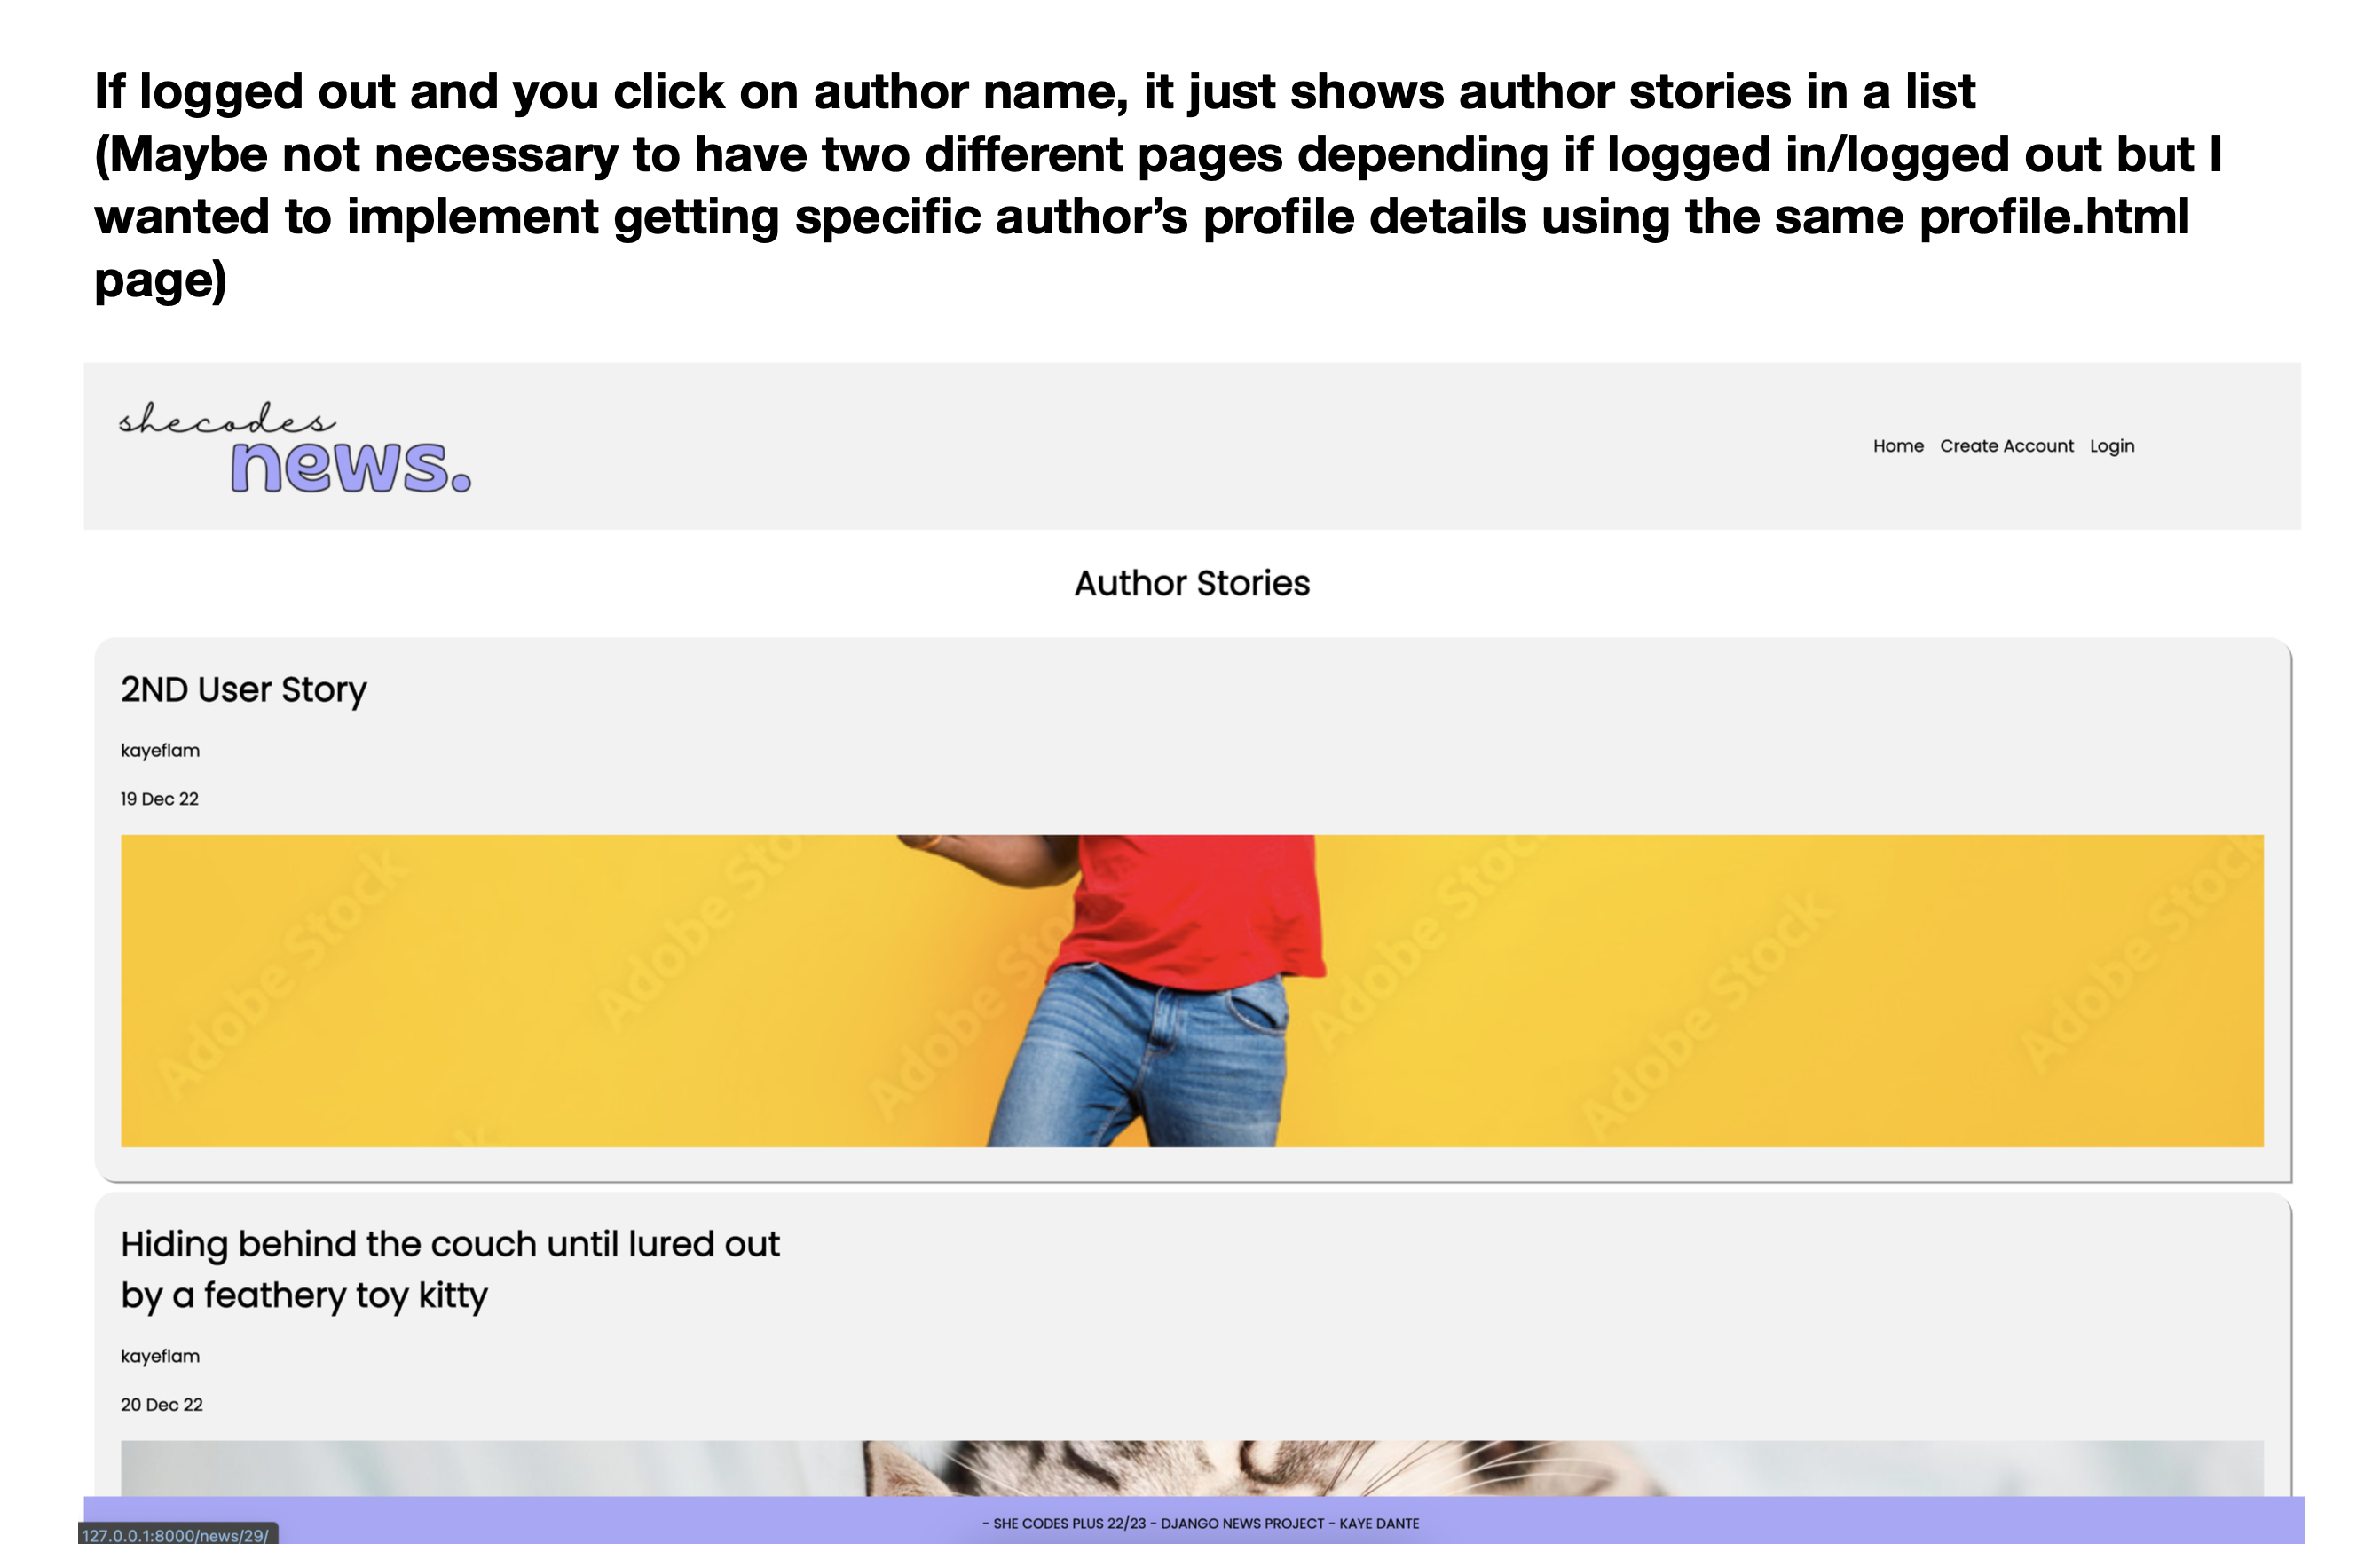 If logged out and you click on author name, it just shows author stories in a list
(Maybe not necessary to have two different pages depending if logged in/logged out but I
wanted to implement getting specific author’s profile details using the same profile.html
page)
shecodes
news.
Home Create Account Login
Author Stories
2ND User Story
kayeflam
19 Dec 22
Adobe Stock
Adobe Sto
Adobe Sto
Adobe Stoc
Adobe Stock
Adobe Stock
k
Hiding behind the couch until lured out
by a feathery toy kitty
kayeflam
20 Dec 22
- SHE CODES PLUS 22/23 - DJANGO NEWS PROJECT - KAYE DANTE
127.0.0.1:8000/news/29/